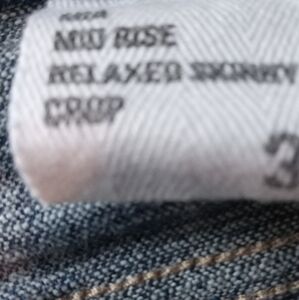 MID RISE
RELAXED SKINNY
CROP
3